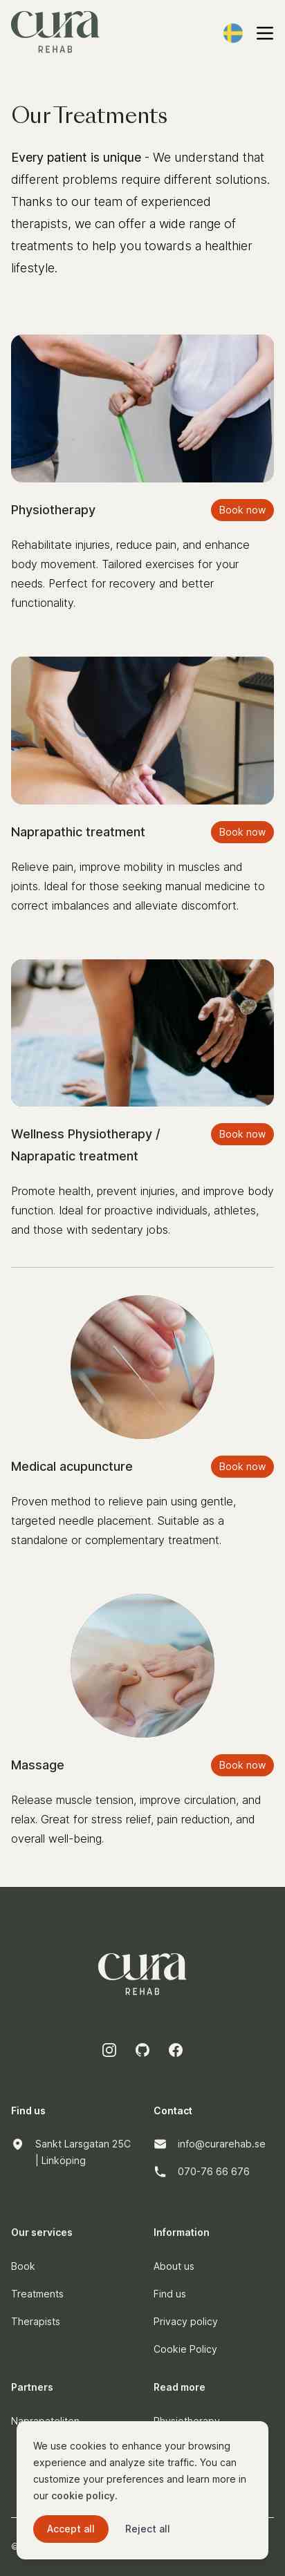 cura
REHAB
Our Treatments
Every patient is unique - We understand that
different problems require different solutions.
Thanks to our team of experienced
therapists, we can offer a wide range of
treatments to help you towards a healthier
lifestyle.
Physiotherapy
Book now
Rehabilitate injuries, reduce pain, and enhance
body movement. Tailored exercises for your
needs. Perfect for recovery and better
functionality.
Naprapathic treatment
Book now
Relieve pain, improve mobility in muscles and
joints. Ideal for those seeking manual medicine to
correct imbalances and alleviate discomfort.
Wellness Physiotherapy /
Naprapatic treatment
Book now
Promote health, prevent injuries, and improve body
function. Ideal for proactive individuals, athletes,
and those with sedentary jobs.
Medical acupuncture
Book now
Proven method to relieve pain using gentle,
targeted needle placement. Suitable as a
standalone or complementary treatment.
Massage
Book now
Release muscle tension, improve circulation, and
relax. Great for stress relief, pain reduction, and
overall well-being.
cura
REHAB
Find us
Sankt Larsgatan 25C
| Linköping
Contact
info@curarehab.se
070-76 66 676
Our services
Book
Treatments
Therapists
Information
About us
Find us
Privacy policy
Cookie Policy
Partners
Read more
We use cookies to enhance your browsing
experience and analyze site traffic. You can
customize your preferences and learn more in
our cookie policy.
Accept all
Reject all